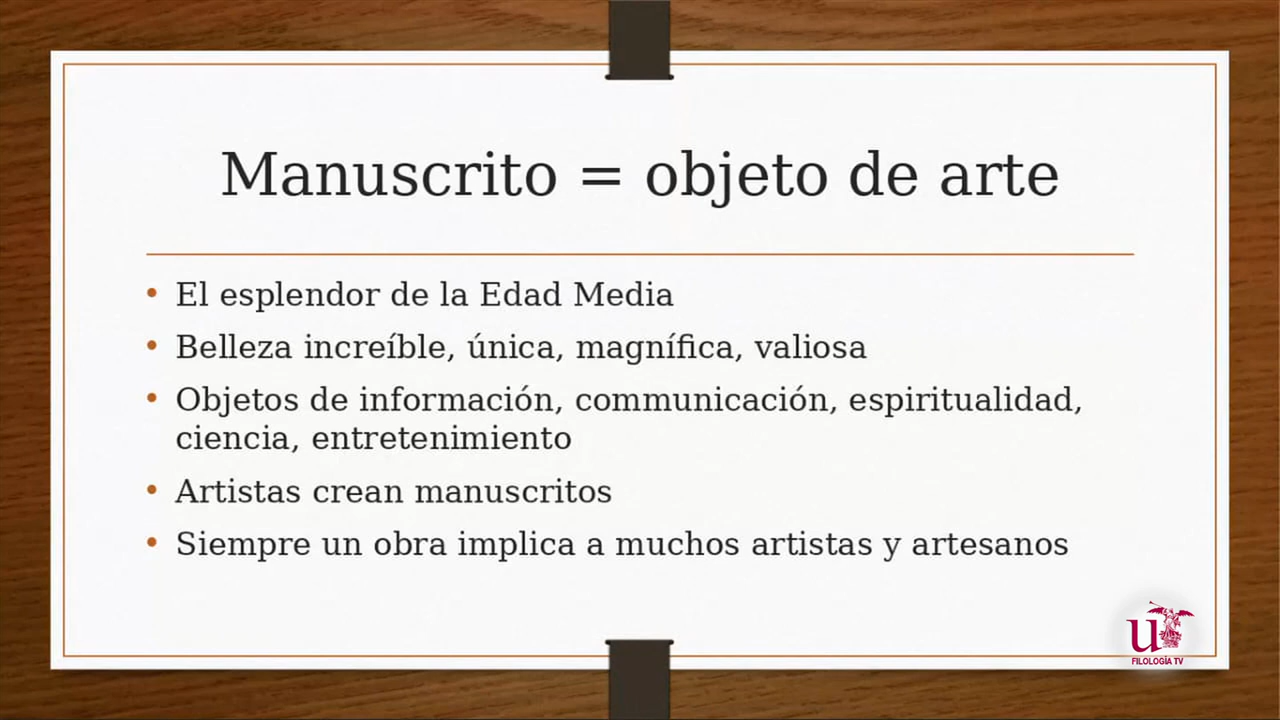 Manuscrito = objeto de arte
• El esplendor de la Edad Media
• Belleza increíble, única, magnífica, valiosa
• Objetos de información, communicación, espiritualidad,
ciencia, entretenimiento
• Artistas crean manuscritos
• Siempre un obra implica a muchos artistas y artesanos
u
FILOLOGÍA TV